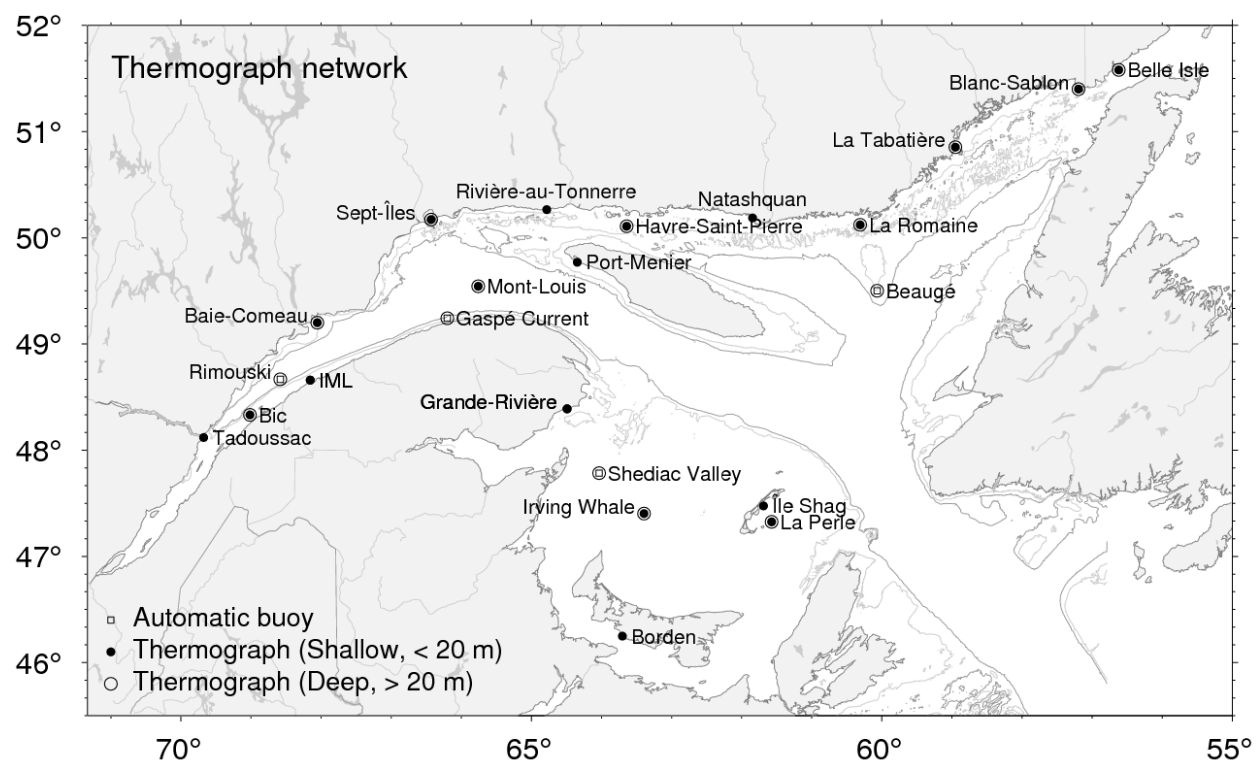 52°
Thermograph network
Belle Isle
Blanc-Sablon
51°
La Tabatière
Rivière-au-Tonnerre
Natashquan
Sept-Îles
50°
Havre-Saint-Pierre
La Romaine
Port-Menier
Mont-Louis
Beaugé
Baie-Comeau
Gaspé Current
49°
Rimouski
IML
Grande-Rivière
Bic
Tadoussac
48°
Shediac Valley
Irving Whale
Île Shag
La Perle
47°
Automatic buoy
Borden
Thermograph (Shallow, < 20 m)
46°
Thermograph (Deep, > 20 m)
70°
65°
60°
55°